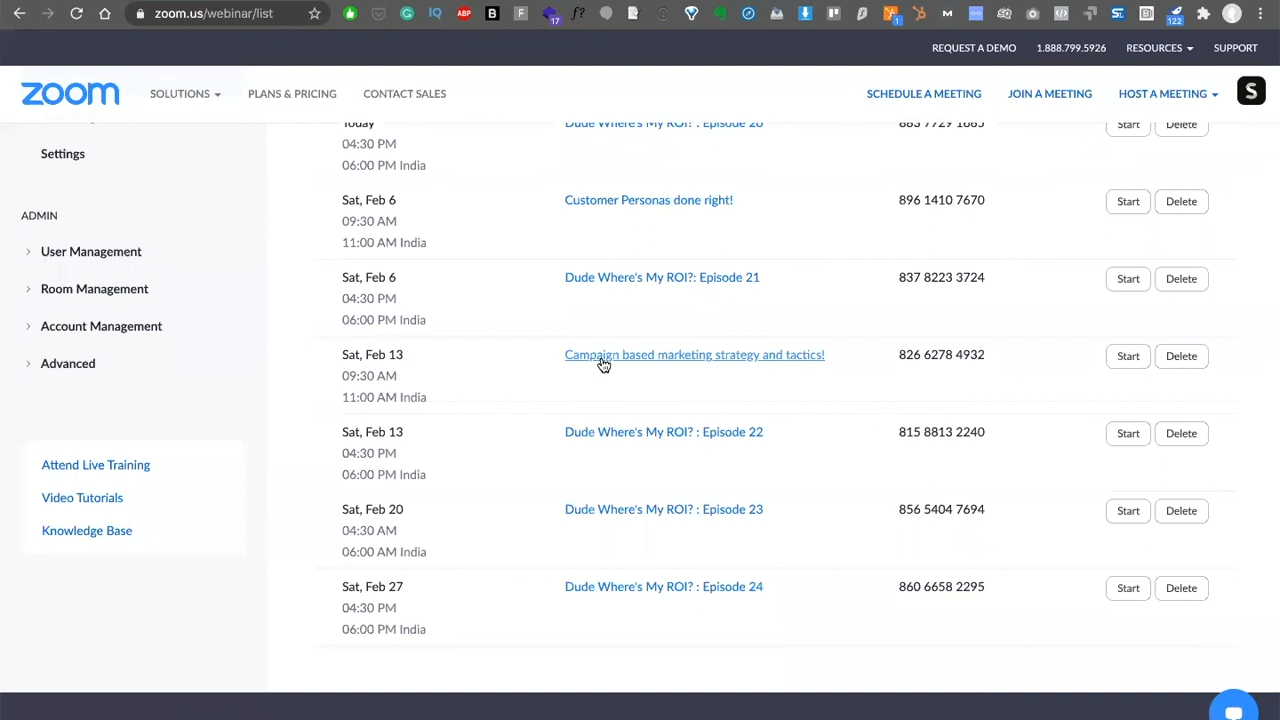 zoom.us/webinar/list
17
1
122
REQUEST A DEMO 1.888.799.5926 RESOURCES SUPPORT
zoom SOLUTIONS PLANS & PRICING CONTACT SALES SCHEDULE A MEETING JOIN A MEETING HOST A MEETING S
Today Dude Where's My ROI? : Episode 20 883 7729 1685 Start Delete
04:30 PM
06:00 PM India
Settings
Sat, Feb 6 Customer Personas done right! 896 1410 7670 Start Delete
09:30 AM
11:00 AM India
ADMIN
User Management
Room Management
Account Management
Advanced
Sat, Feb 6 Dude Where's My ROI?: Episode 21 837 8223 3724 Start Delete
04:30 PM
06:00 PM India
Sat, Feb 13 Campaign based marketing strategy and tactics! 826 6278 4932 Start Delete
09:30 AM
11:00 AM India
Sat, Feb 13 Dude Where's My ROI? : Episode 22 815 8813 2240 Start Delete
04:30 PM
06:00 PM India
Attend Live Training
Video Tutorials
Knowledge Base
Sat, Feb 20 Dude Where's My ROI? : Episode 23 856 5404 7694 Start Delete
04:30 AM
06:00 AM India
Sat, Feb 27 Dude Where's My ROI? : Episode 24 860 6658 2295 Start Delete
04:30 PM
06:00 PM India